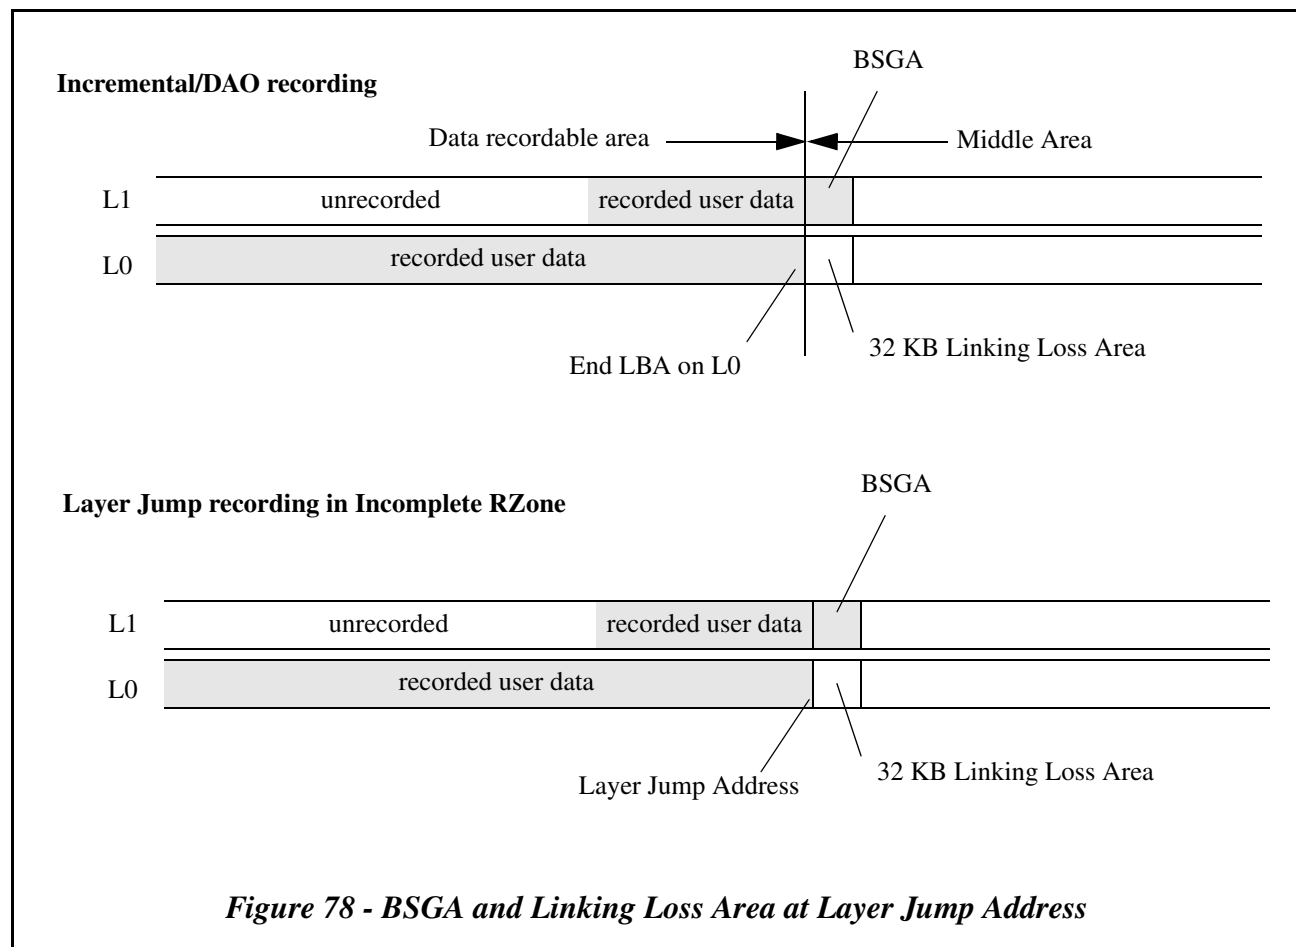 BSGA
Incremental/DAO recording
Data recordable area
Middle Area
L1
unrecorded
recorded user data
L0
recorded user data
32 KB Linking Loss Area
End LBA on L0
BSGA
Layer Jump recording in Incomplete RZone
L1
unrecorded
recorded user data
L0
recorded user data
32 KB Linking Loss Area
Layer Jump Address
Figure 78 - BSGA and Linking Loss Area at Layer Jump Address